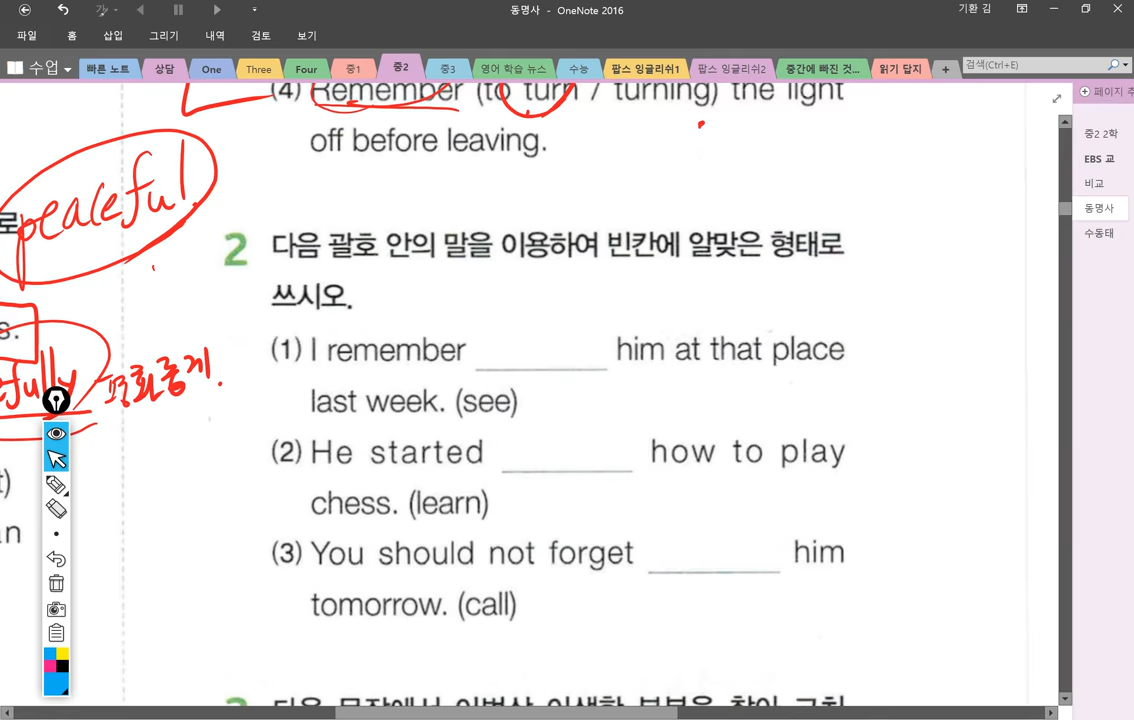 동명사 - OneNote 2016
기환 김
파일 홈 삽입 그리기 내역 검토 보기
수업 빠른 노트 상담 One Three Four 중1 중2 중3 영어 학습 뉴스 수능 팝스 잉글리쉬1 팝스 잉글리쉬2 중간에 빠진 것... 읽기 답지 + 검색(Ctrl+E)
페이지 추
중2 2학
EBS 교
비교
동명사
수동태
(4) Remember (to turn / turning) the light
off before leaving.
로
peaceful
2 다음 괄호 안의 말을 이용하여 빈칸에 알맞은 형태로
쓰시오.
s.
(1) I remember ____ him at that place
efully 평화롭게.
last week. (see)
(2) He started ____ how to play
t)
chess. (learn)
an
(3) You should not forget ____ him
tomorrow. (call)